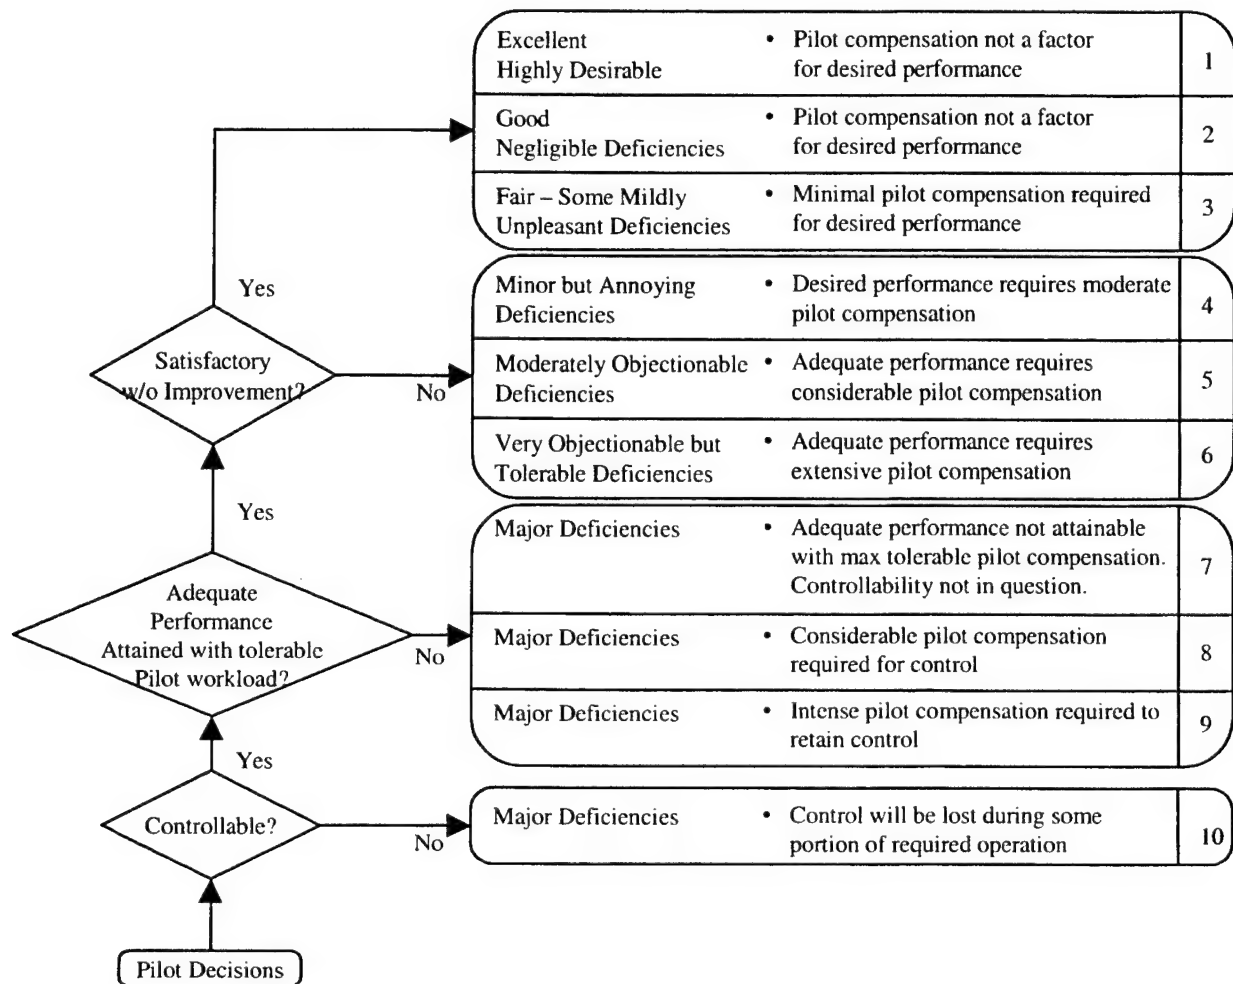 Excellent
Highly Desirable
• Pilot compensation not a factor
for desired performance
1
Good
Negligible Deficiencies
• Pilot compensation not a factor
for desired performance
2
Fair – Some Mildly
Unpleasant Deficiencies
• Minimal pilot compensation required
for desired performance
3
Yes
Minor but Annoying
Deficiencies
• Desired performance requires moderate
pilot compensation
4
Satisfactory
w/o Improvement?
No
Moderately Objectionable
Deficiencies
• Adequate performance requires
considerable pilot compensation
5
Very Objectionable but
Tolerable Deficiencies
• Adequate performance requires
extensive pilot compensation
6
Yes
Major Deficiencies
• Adequate performance not attainable
with max tolerable pilot compensation.
Controllability not in question.
7
Adequate
Performance
Attained with tolerable
Pilot workload?
No
Major Deficiencies
• Considerable pilot compensation
required for control
8
Major Deficiencies
• Intense pilot compensation required to
retain control
9
Yes
Controllable?
No
Major Deficiencies
• Control will be lost during some
portion of required operation
10
Pilot Decisions